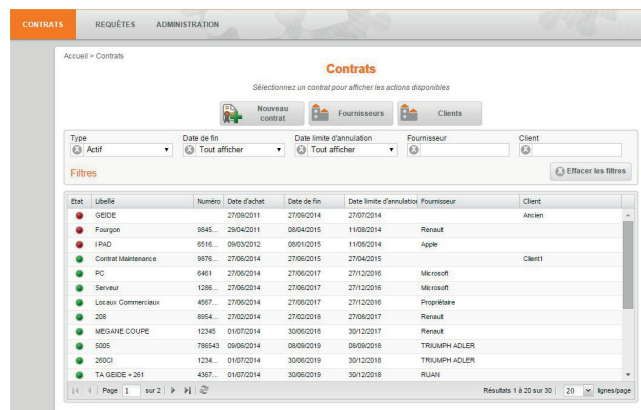 CONTRATS REQUÊTES ADMINISTRATION
Accueil > Contrats
Contrats
Sélectionnez un contrat pour afficher les actions disponibles
Nouveau contrat Fournisseurs Clients
Type Date de fin Date limite d'annulation Fournisseur Client
Actif Tout afficher Tout afficher
Filtres Effacer les filtres
Etat Libellé Numéro Date d'achat Date de fin Date limite d'annulation Fournisseur Client
GEIDE 27/09/2011 27/09/2014 27/07/2014 Ancien
Fourgon 9845... 29/04/2011 08/04/2015 11/08/2014 Renault
i PAD 6516... 09/03/2012 08/01/2015 11/08/2014 Apple
Contrat Maintenance 9876... 27/06/2014 27/06/2015 27/04/2015 Client1
PC 6461 27/06/2014 27/06/2017 27/12/2016 Microsoft
Serveur 1286... 27/06/2014 27/06/2017 27/12/2016 Microsoft
Locaux Commerciaux 4567... 27/06/2014 27/06/2017 27/12/2016 Propriétaire
208 8954... 27/02/2014 27/02/2018 27/08/2017 Renault
MEGANE COUPE 12345 01/07/2014 30/06/2018 30/12/2017 Renault
5005 786543 09/06/2014 08/09/2019 08/09/2018 TRIUMPH ADLER
260CI 1234... 01/07/2014 30/06/2019 30/12/2018 TRIUMPH ADLER
TA GEIDE + 261 4367... 01/07/2014 30/06/2019 30/12/2018 RUAN
Page 1 sur 2 Résultats 1 à 20 sur 30 20 lignes/page